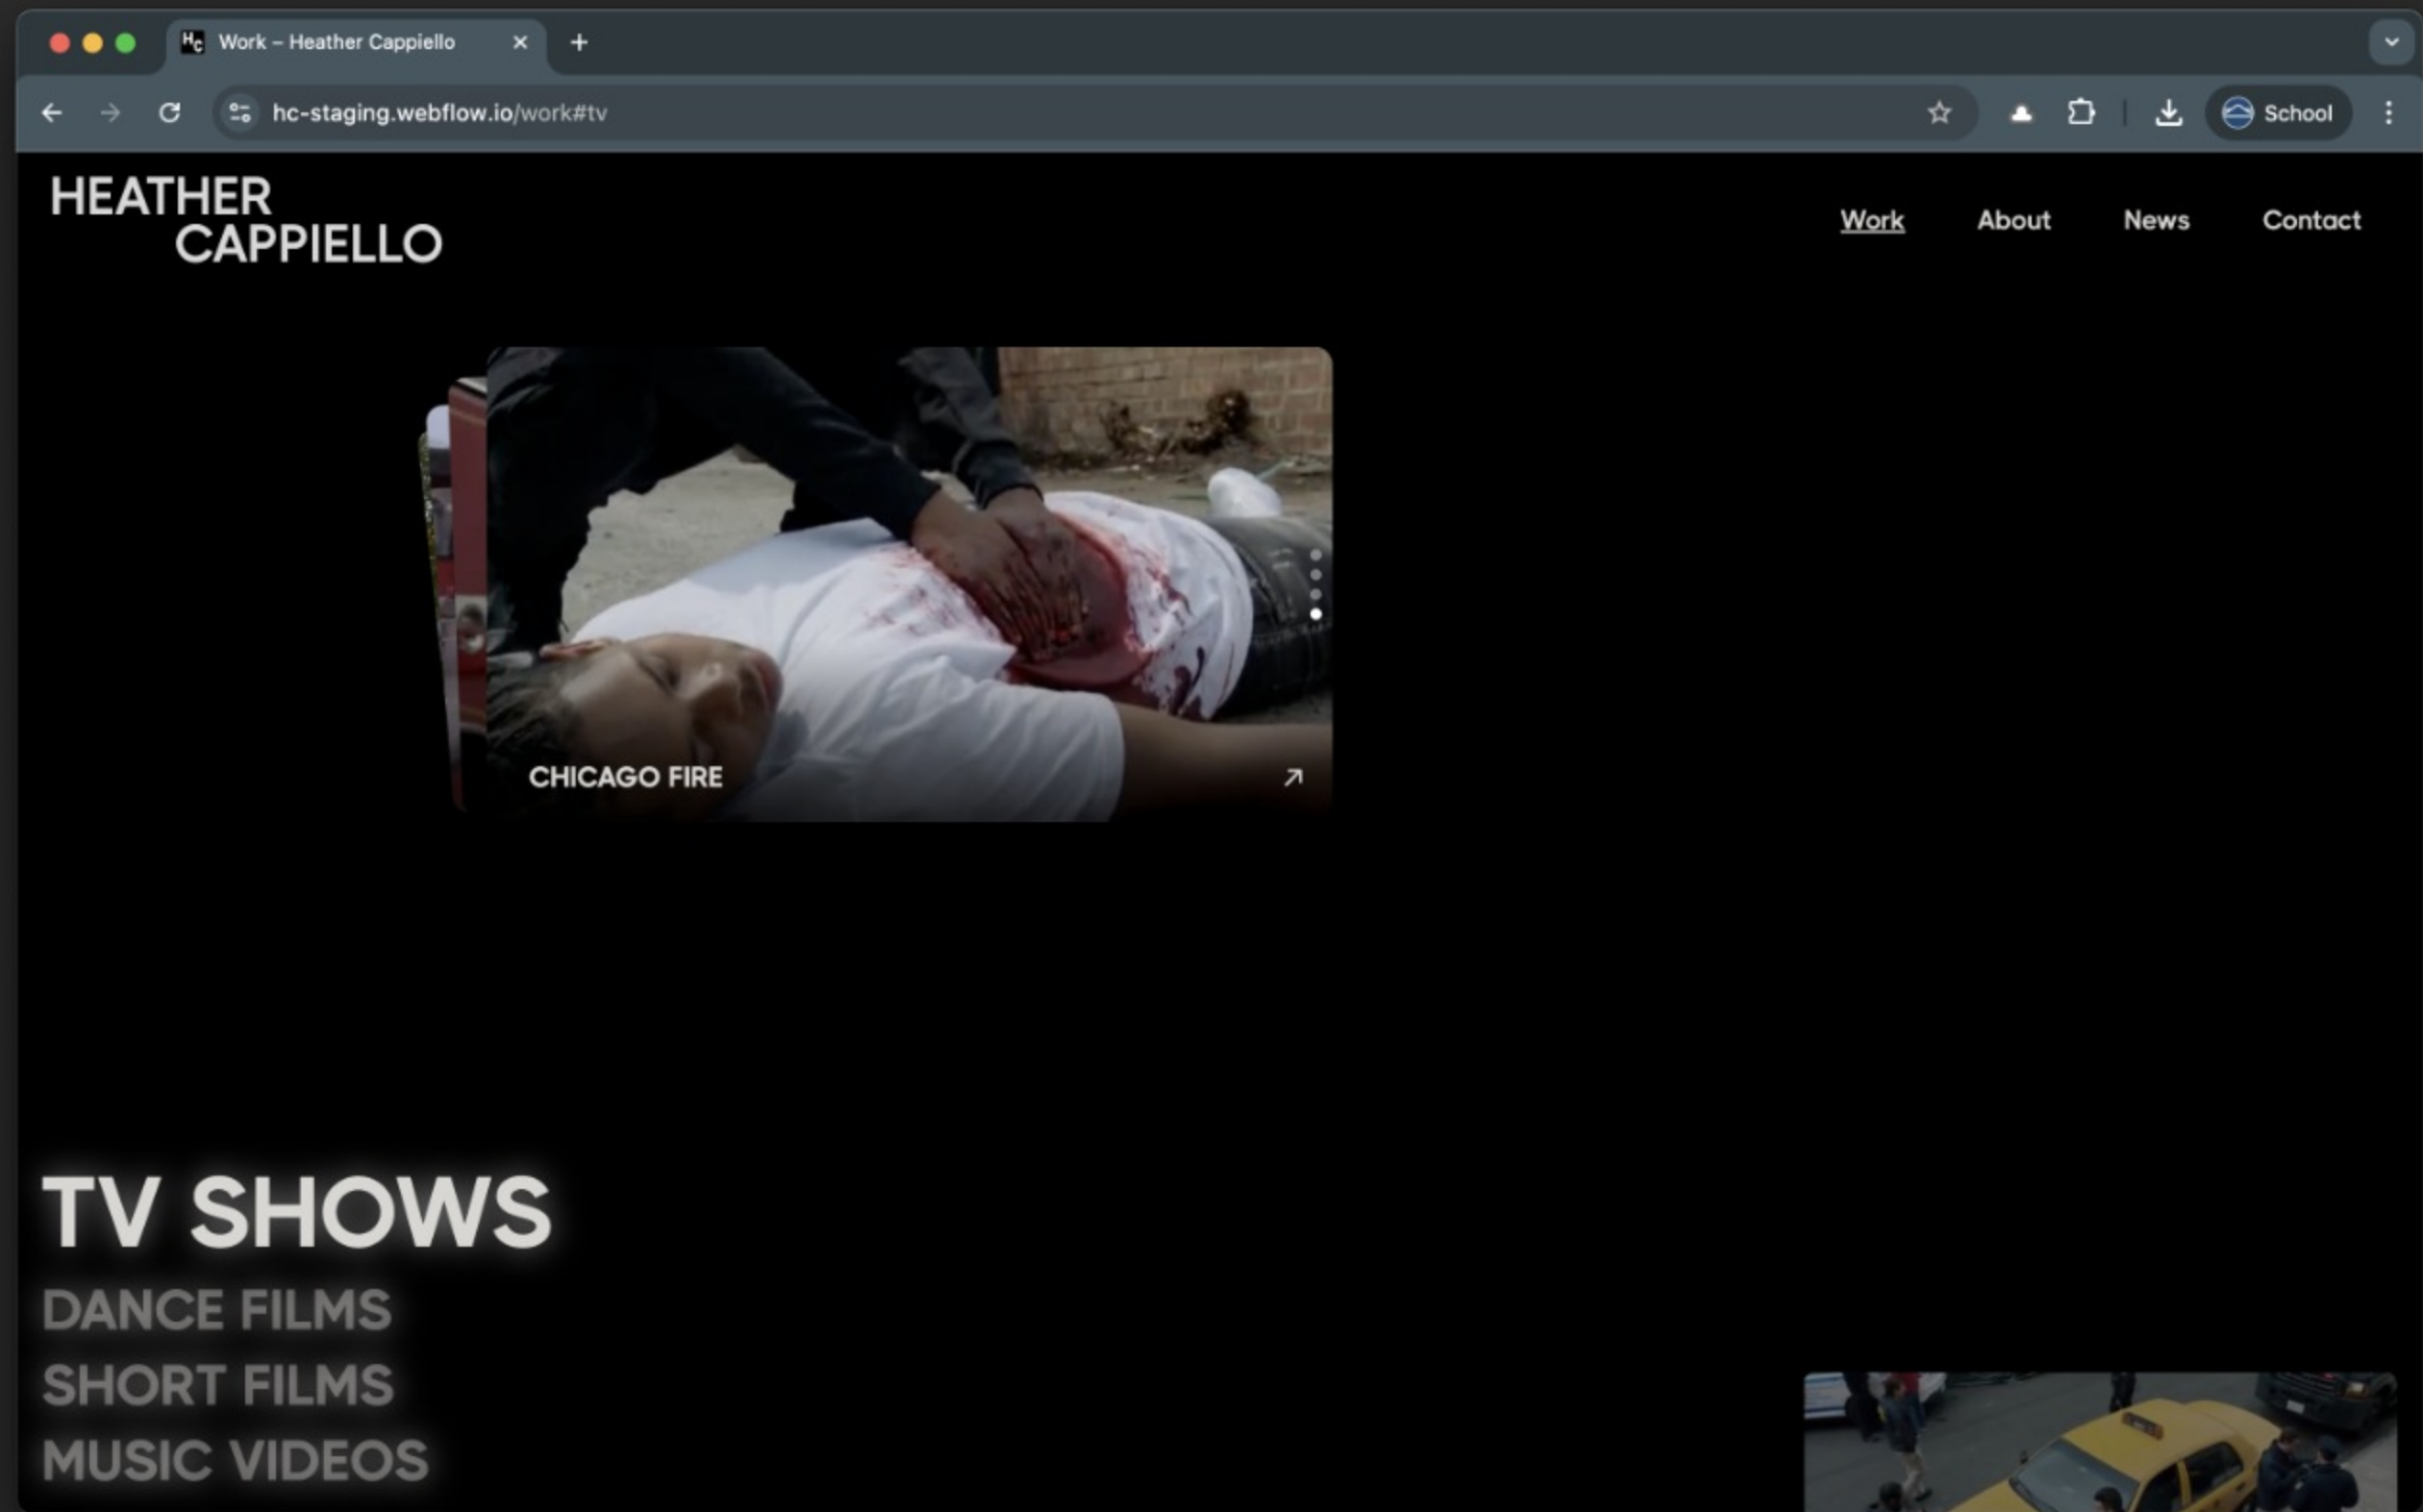 Work – Heather Cappiello
hc-staging.webflow.io/work#tv
School
HEATHER
CAPPIELLO
Work About News Contact
CHICAGO FIRE
TV SHOWS
DANCE FILMS
SHORT FILMS
MUSIC VIDEOS